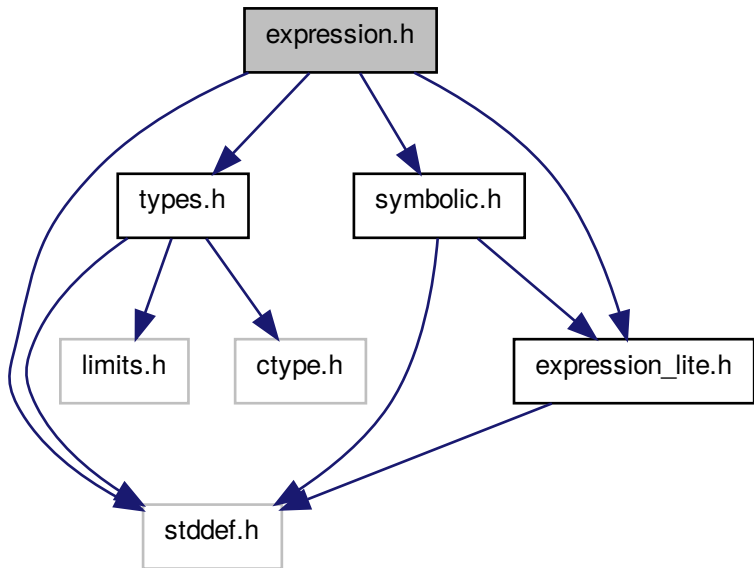 expression.h
types.h
symbolic.h
limits.h
ctype.h
expression_lite.h
stddef.h